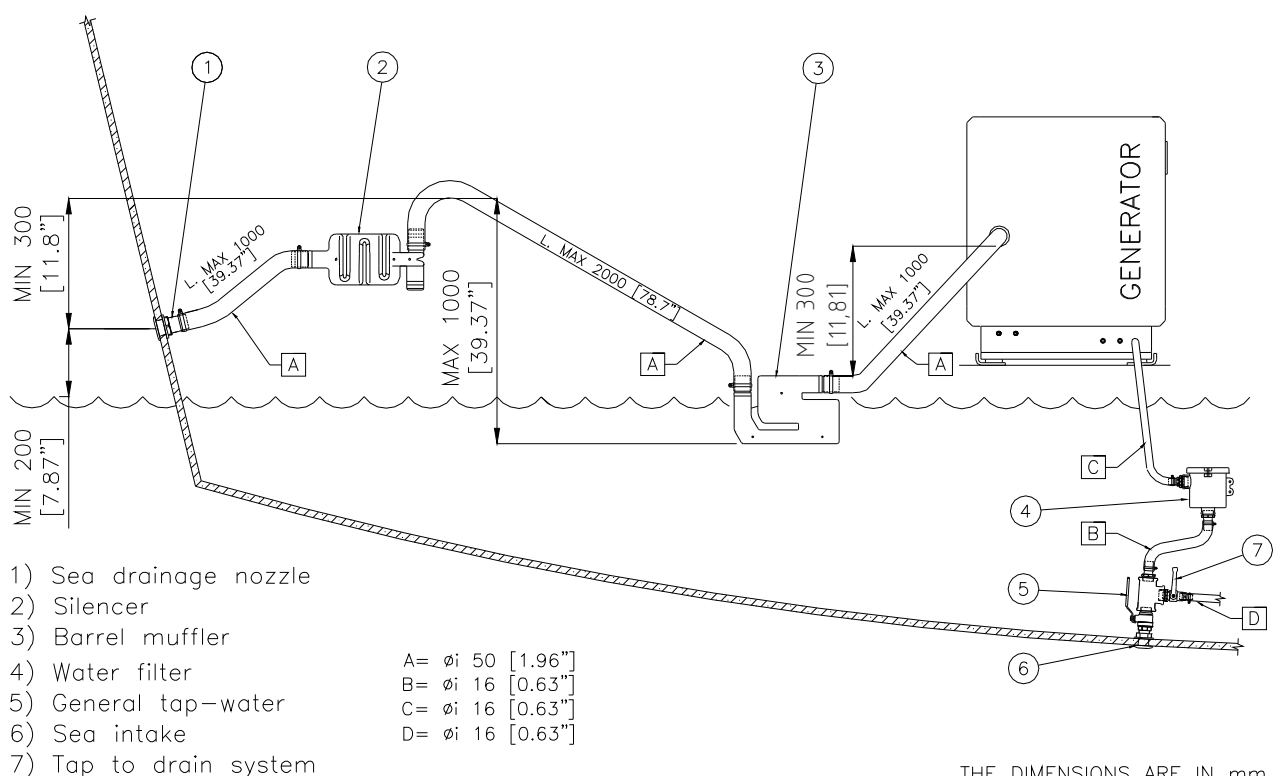 1
2
3
GENERATOR
MIN 300
[11.8"]
L. MAX 1000
[39.37"]
L. MAX 2000 [78.7"]
MAX 1000
[39.37"]
MIN 300
[11,81]
L. MAX 1000
[39.37"]
A
A
A
MIN 200
[7.87"]
C
4
B
7
5
D
6
1) Sea drainage nozzle
2) Silencer
3) Barrel muffler
4) Water filter
5) General tap-water
6) Sea intake
7) Tap to drain system
A= øi 50 [1.96"]
B= øi 16 [0.63"]
C= øi 16 [0.63"]
D= øi 16 [0.63"]
THE DIMENSIONS ARE IN mm